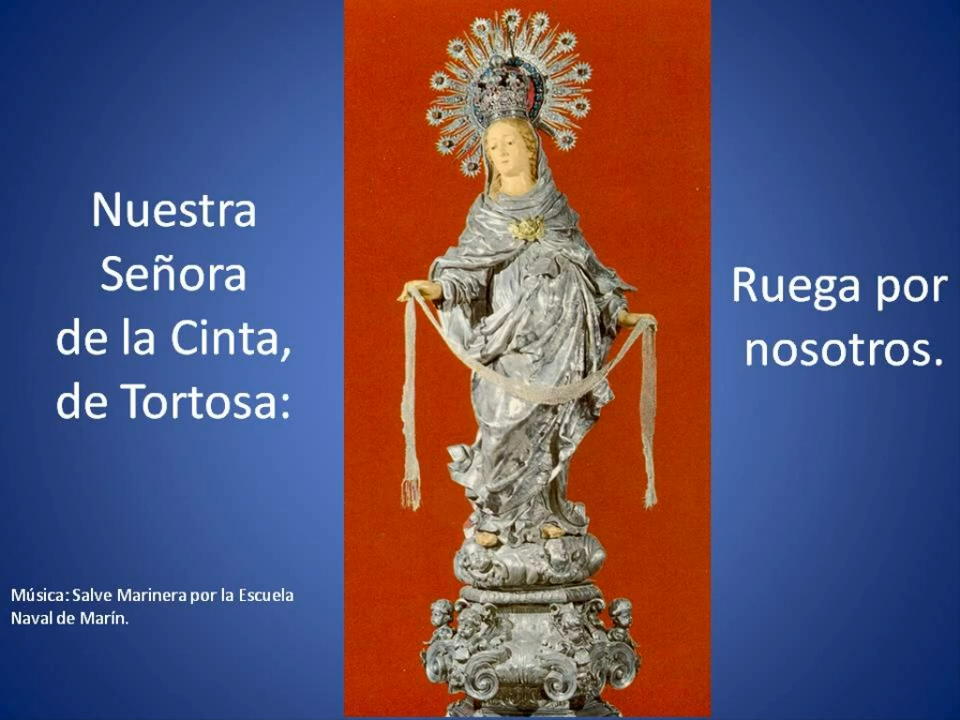 Nuestra
Señora
de la Cinta,
de Tortosa:
Ruega por
nosotros.
Música: Salve Marinera por la Escuela
Naval de Marín.